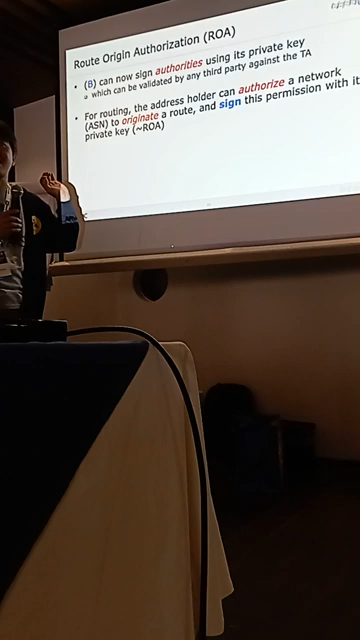 Route Origin Authorization (ROA)
• (B) can now sign authorities using its private key
which can be validated by any third party against the TA
• For routing, the address holder can authorize a network
(ASN) to originate a route, and sign this permission with it
private key (~ROA)